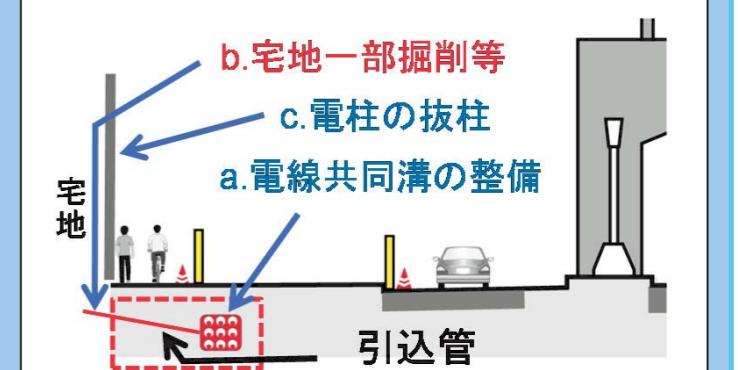 b.宅地一部掘削等
c.電柱の抜柱
a.電線共同溝の整備
宅地
引込管